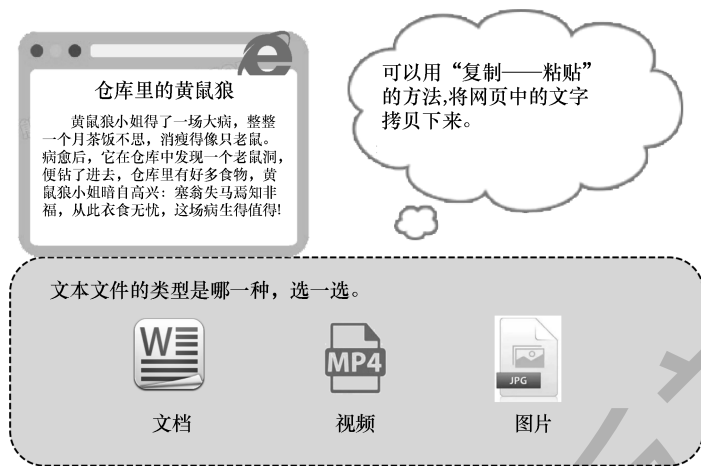 仓库里的黄鼠狼
黄鼠狼小姐得了一场大病，整整
一个月茶饭不思，消瘦得像只老鼠。
病愈后，它在仓库中发现一个老鼠洞，
便钻了进去，仓库里有好多食物，黄
鼠狼小姐暗自高兴：塞翁失马焉知非
福，从此衣食无忧，这场病生得值得!
可以用“复制——粘贴”
的方法,将网页中的文字
拷贝下来。
文本文件的类型是哪一种，选一选。
W
MP4
JPG
文档
视频
图片